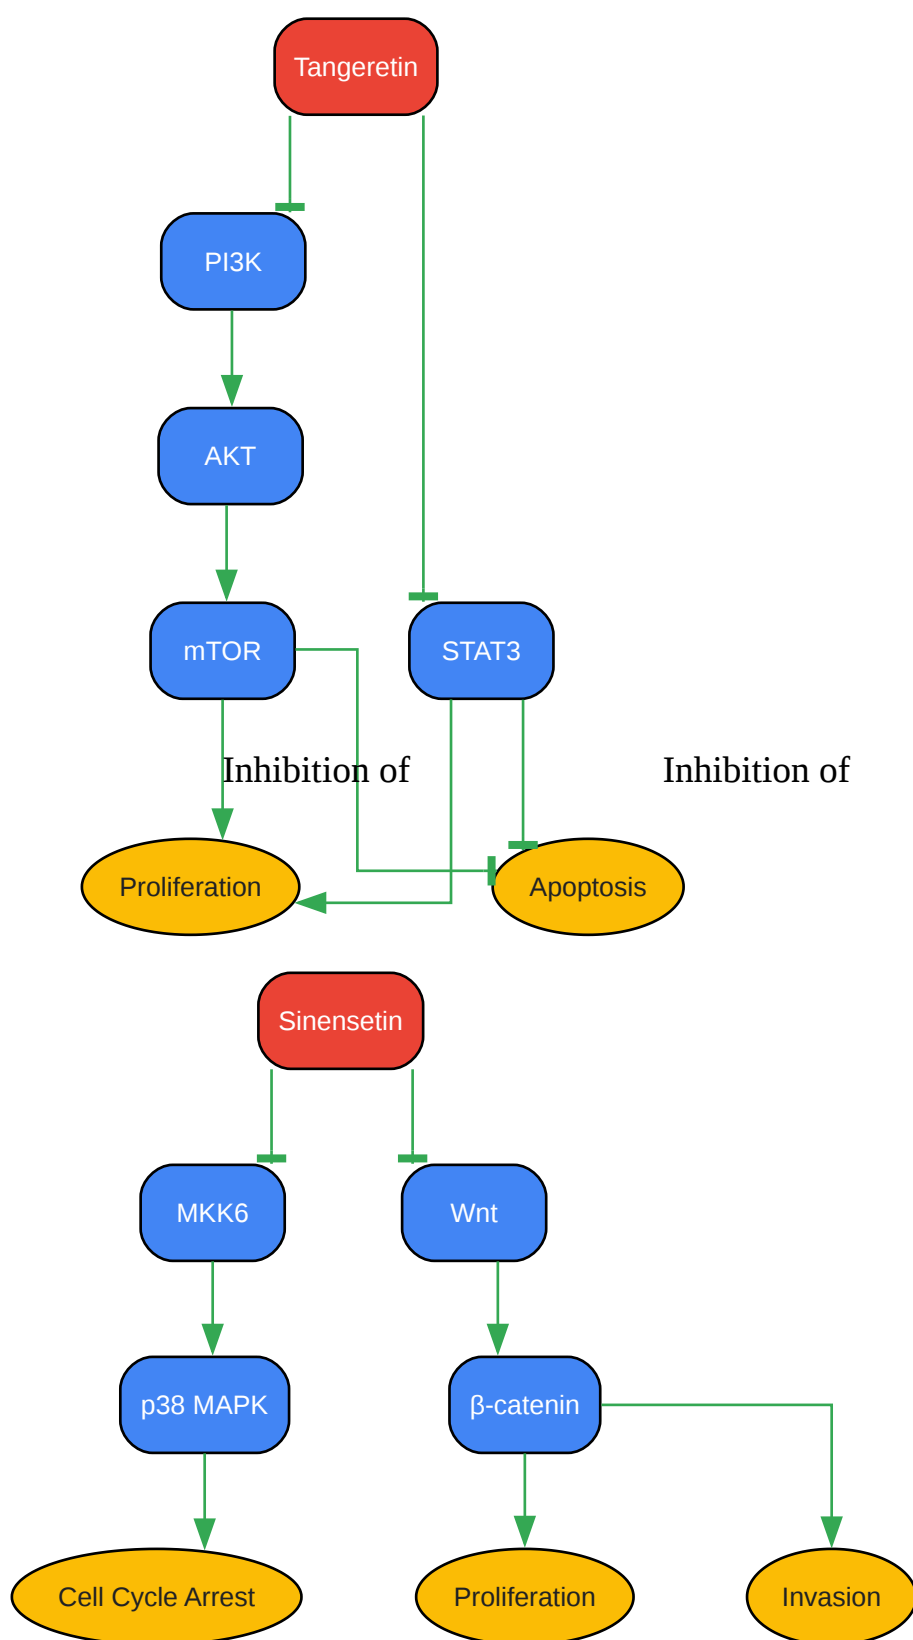 Tangeretin
PI3K
AKT
mTOR
STAT3
Inhibition of
Inhibition of
Proliferation
Apoptosis
Sinensetin
MKK6
Wnt
p38 MAPK
β-catenin
Cell Cycle Arrest
Proliferation
Invasion